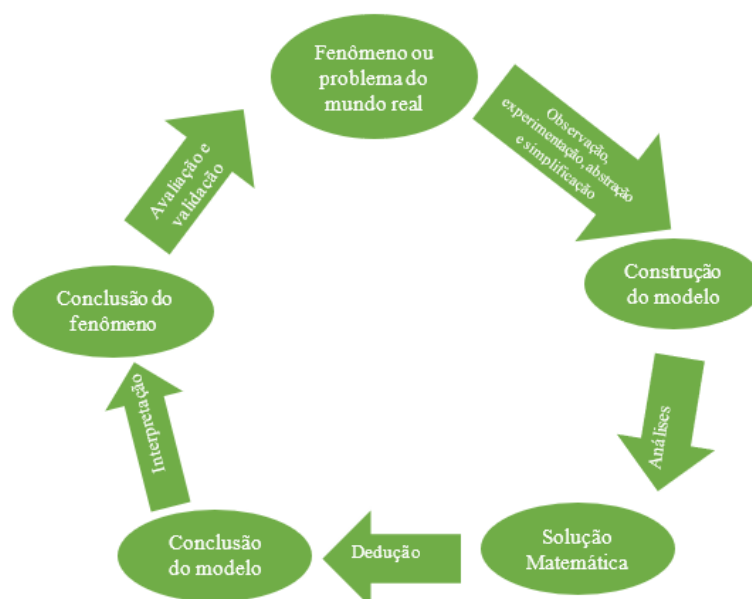 Fenômeno ou
problema do
mundo real
Observação,
experimentação, abstração
e simplificação
Construção
do modelo
Análises
Solução
Matemática
Dedução
Conclusão
do modelo
Interpretação
Conclusão do
fenômeno
Avaliação e
validação